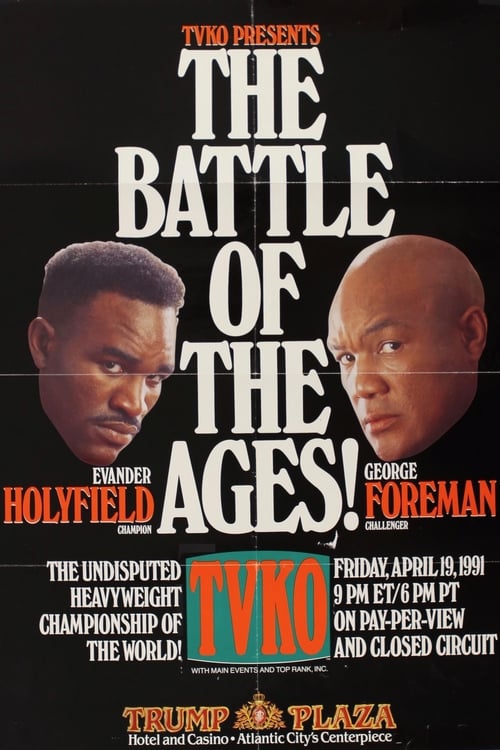 TVKO PRESENTS
THE
BATTLE
OF
THE
AGES!
EVANDER
HOLYFIELD
CHAMPION
GEORGE
FOREMAN
CHALLENGER
THE UNDISPUTED
HEAVYWEIGHT
CHAMPIONSHIP OF
THE WORLD!
TVKO
WITH MAIN EVENTS AND TOP RANK, INC.
FRIDAY, APRIL 19, 1991
9 PM ET/6 PM PT
ON PAY-PER-VIEW
AND CLOSED CIRCUIT
TRUMP PLAZA
Hotel and Casino • Atlantic City's Centerpiece